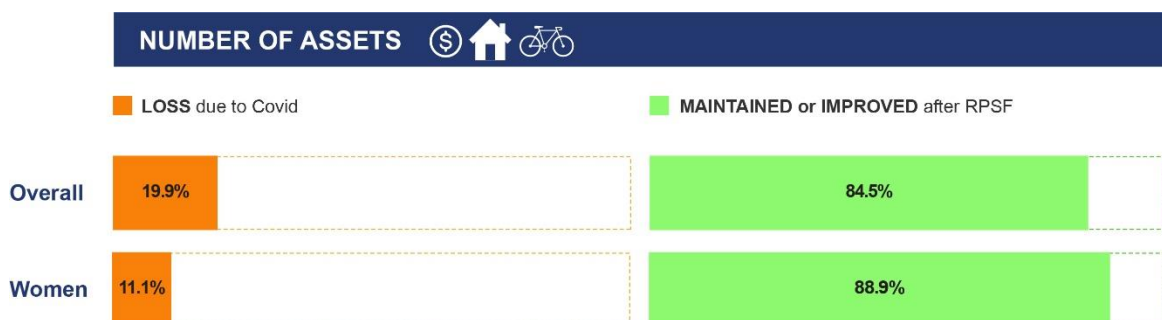 NUMBER OF ASSETS
LOSS due to Covid
MAINTAINED or IMPROVED after RPSF
Overall 19.9% 84.5%
Women 11.1% 88.9%